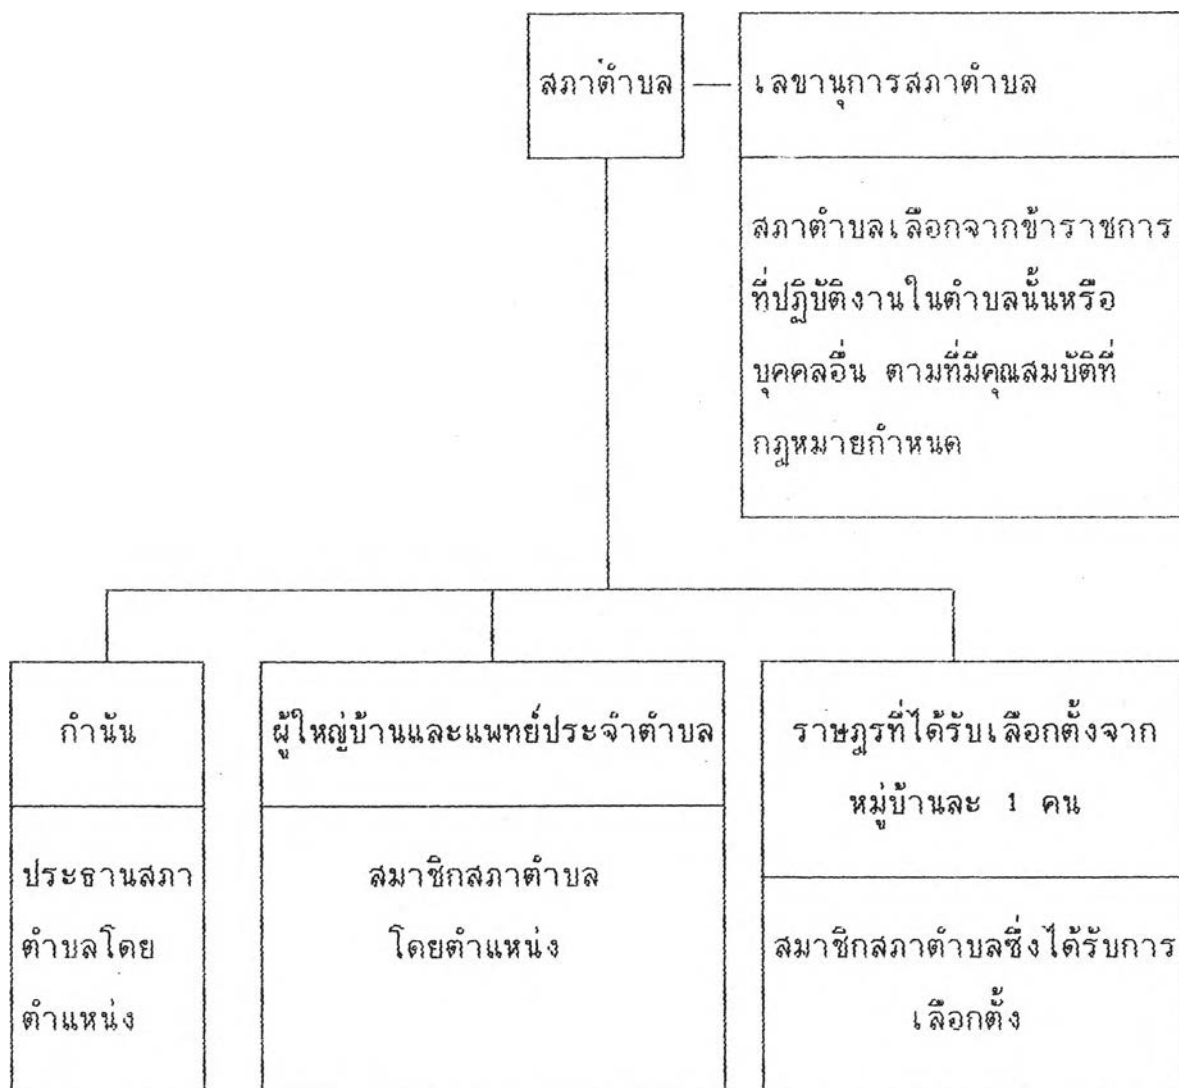 สภาตำบล
เลขานุการสภาตำบล
สภาตำบลเลือกจากข้าราชการ
ที่ปฏิบัติงานในตำบลนั้นหรือ
บุคคลอื่น ตามที่มีคุณสมบัติที่
กฎหมายกำหนด
กำนัน
ประธานสภา
ตำบลโดย
ตำแหน่ง
ผู้ใหญ่บ้านและแพทย์ประจำตำบล
สมาชิกสภาตำบล
โดยตำแหน่ง
ราษฎรที่ได้รับเลือกตั้งจาก
หมู่บ้านละ 1 คน
สมาชิกสภาตำบลซึ่งได้รับการ
เลือกตั้ง